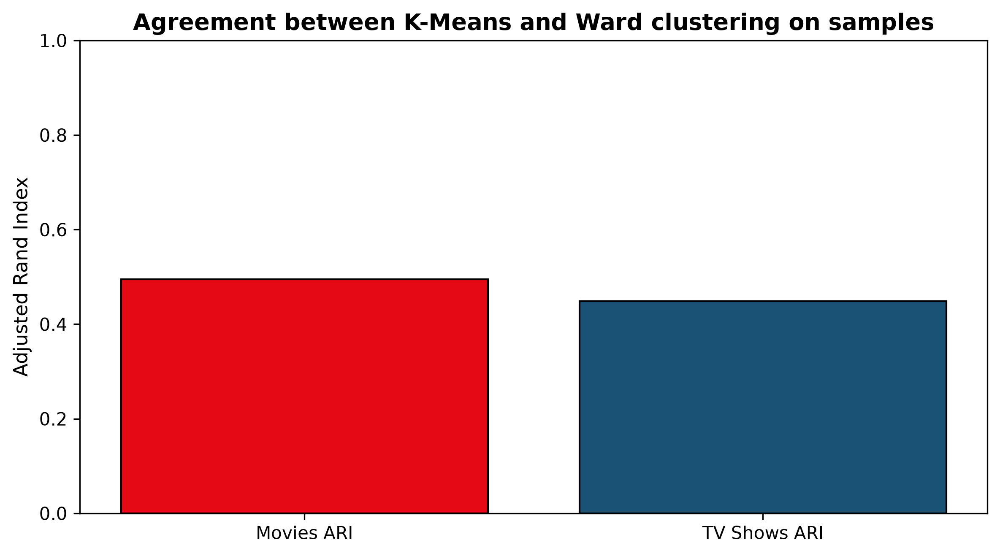 Agreement between K-Means and Ward clustering on samples
Adjusted Rand Index
1.0
0.8
0.6
0.4
0.2
0.0
Movies ARI
TV Shows ARI